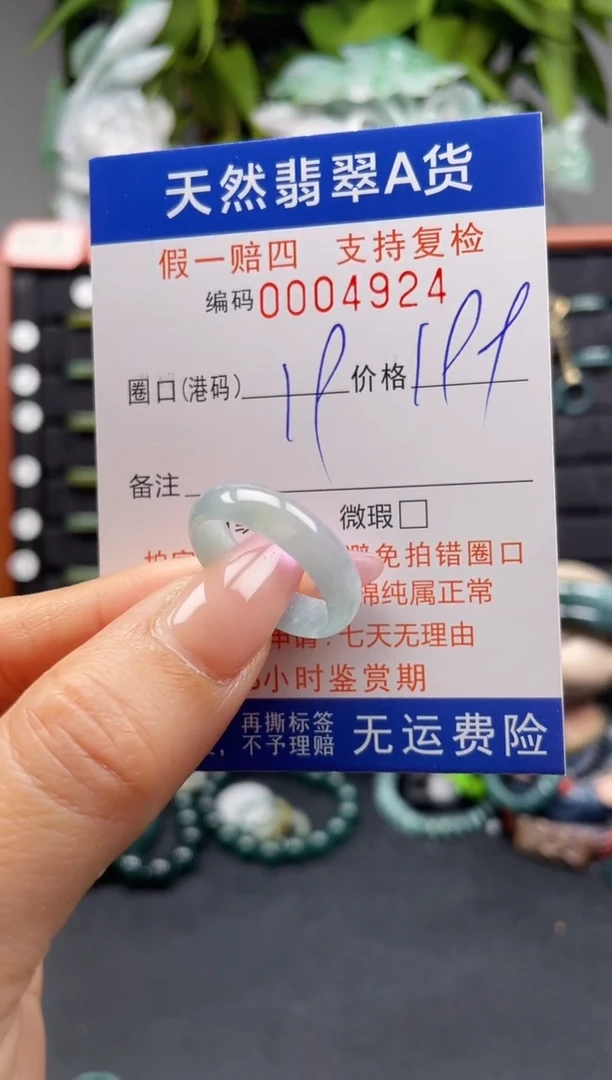 天然翡翠A货
假一赔四 支持复检
编码0004924
圈口(港码) 价格
备注
微瑕□
避免拍错圈口
棉纯属正常
申请:七天无理由
小时鉴赏期
再撕标签
不予理赔 无运费险